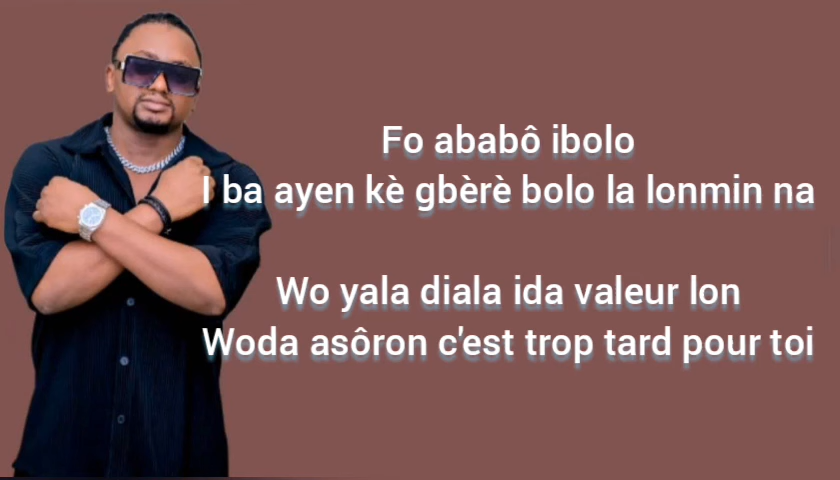 Fo ababô ibolo
I ba ayen kè gbèrè bolo la lonmin na
Wo yala diala ida valeur lon
Woda asôron c'est trop tard pour toi